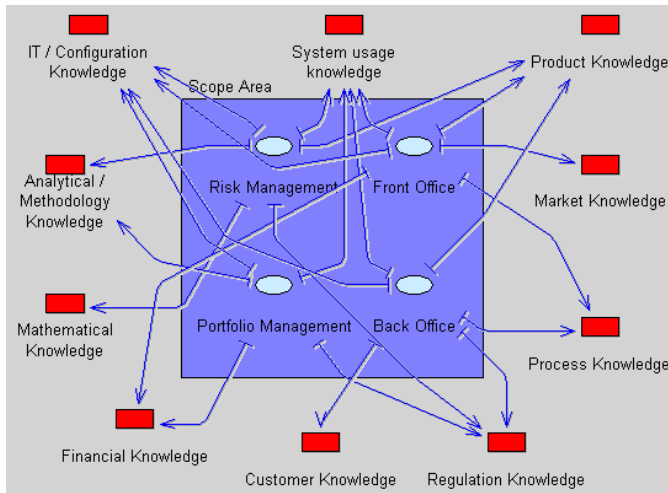 IT / Configuration
Knowledge
System usage
knowledge
Product Knowledge
Scope Area
Analytical /
Methodology
Knowledge
Risk Management
Front Office
Market Knowledge
Mathematical
Knowledge
Portfolio Management
Back Office
Process Knowledge
Financial Knowledge
Customer Knowledge
Regulation Knowledge